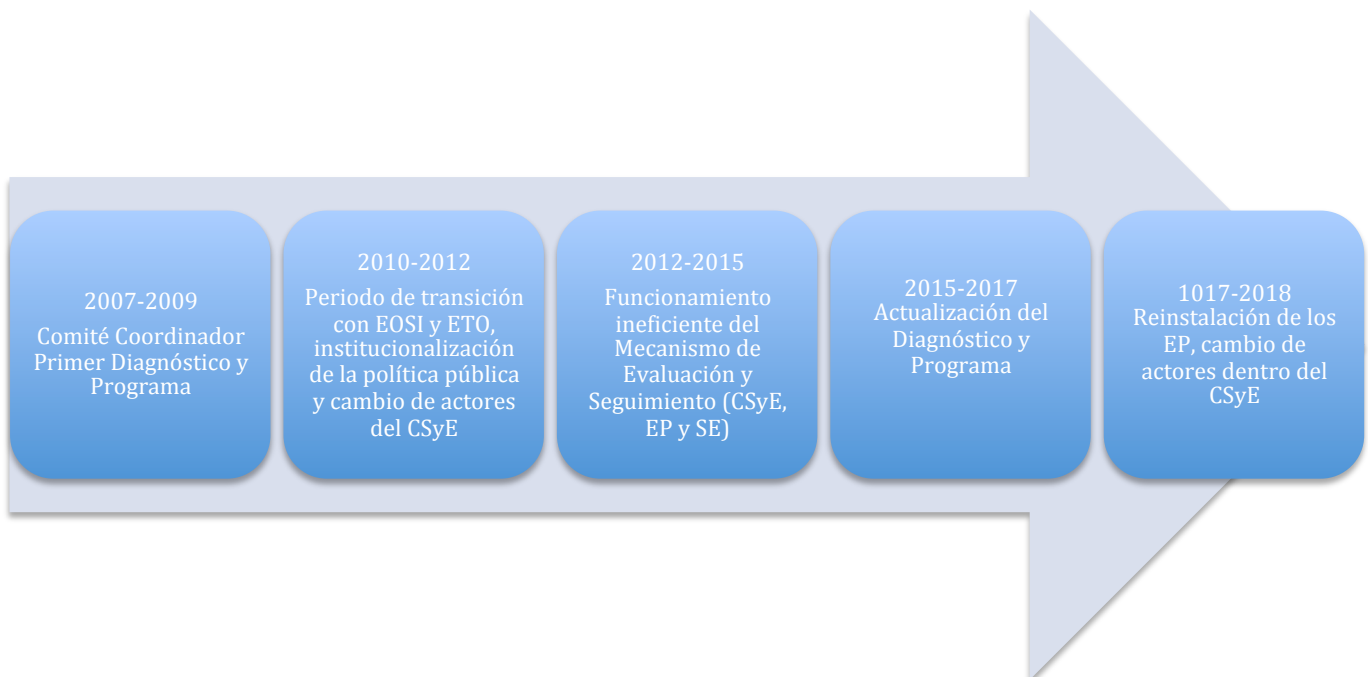 2007-2009
Comité Coordinador
Primer Diagnóstico y
Programa
2010-2012
Periodo de transición
con EOSI y ETO,
institucionalización
de la política pública
y cambio de actores
del CSyE
2012-2015
Funcionamiento
ineficiente del
Mecanismo de
Evaluación y
Seguimiento (CSyE,
EP y SE)
2015-2017
Actualización del
Diagnóstico y
Programa
1017-2018
Reinstalación de los
EP, cambio de
actores dentro del
CSyE